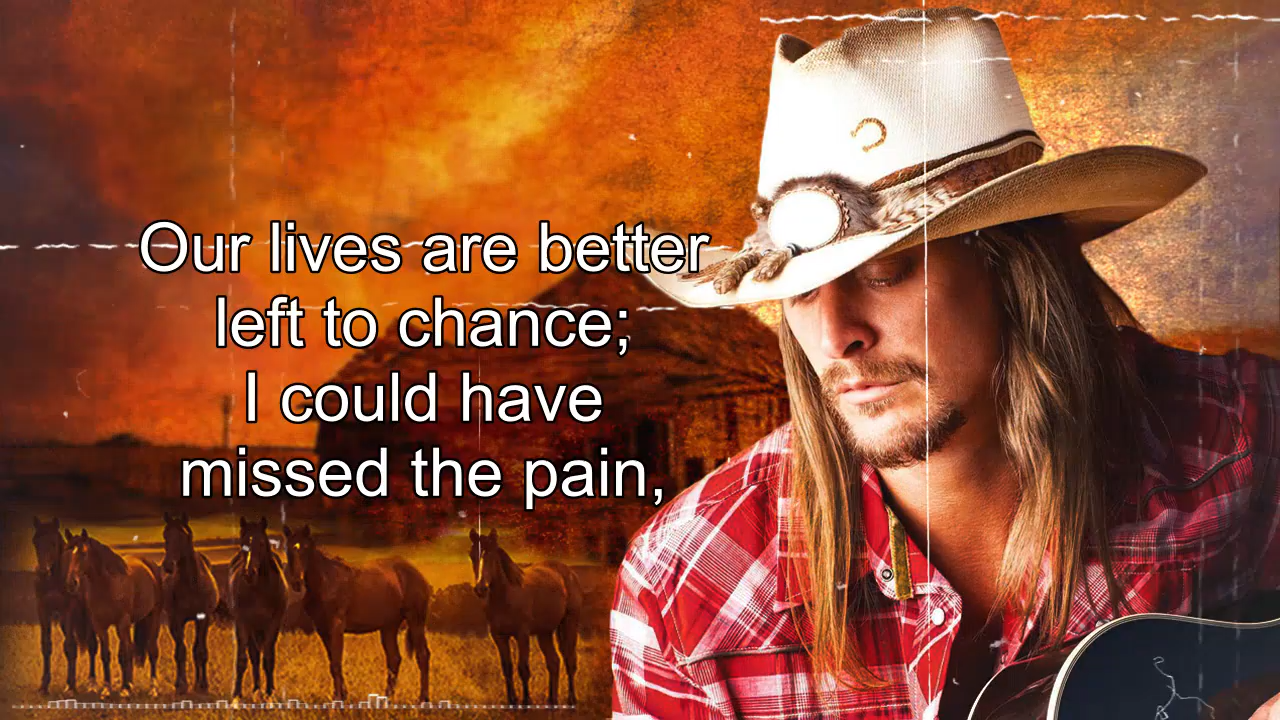 Our lives are better
left to chance;
I could have
missed the pain,